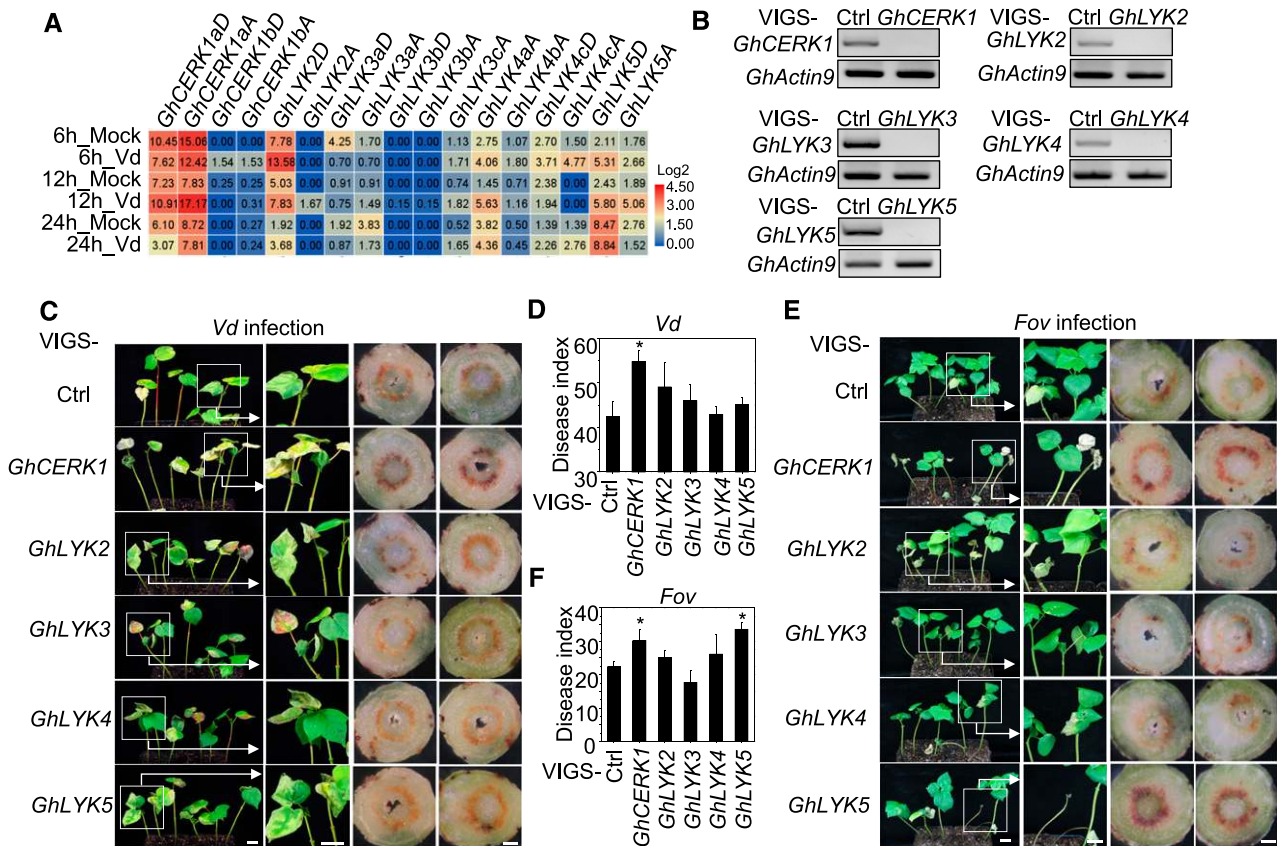 A
GhCERK1aD
GhCERK1aA
GhCERK1bD
GhCERK1bA
GhLYK2D
GhLYK2A
GhLYK3aD
GhLYK3aA
GhLYK3bD
GhLYK3bA
GhLYK3cA
GhLYK4aA
GhLYK4bA
GhLYK4cD
GhLYK4cA
GhLYK5D
GhLYK5A
6h_Mock 10.45 15.06 0.00 0.00 7.78 0.00 4.25 1.70 0.00 0.00 1.13 2.75 1.07 2.70 1.50 2.11 1.76
6h_Vd 7.62 12.42 1.54 1.53 13.58 0.00 0.70 0.70 0.00 0.00 1.71 4.06 1.80 3.71 4.77 5.31 2.66
12h_Mock 7.23 7.83 0.25 0.25 5.03 0.00 0.91 0.91 0.00 0.00 0.74 1.45 0.71 2.38 0.00 2.43 1.89
12h_Vd 10.91 17.17 0.00 0.31 7.83 1.67 0.75 1.49 0.15 0.15 1.82 5.63 1.16 1.94 0.00 5.80 5.06
24h_Mock 6.10 8.72 0.00 0.00 1.92 0.00 1.92 3.83 0.00 0.00 0.52 3.82 0.50 1.39 1.39 8.47 2.76
24h_Vd 3.07 7.81 0.00 0.24 3.68 0.00 0.87 1.73 0.00 0.00 1.65 4.36 0.45 2.26 2.76 8.84 1.52
Log2
4.50
3.00
1.50
0.00
B
VIGS- Ctrl GhCERK1
GhCERK1
GhActin9
VIGS- Ctrl GhLYK2
GhLYK2
GhActin9
VIGS- Ctrl GhLYK3
GhLYK3
GhActin9
VIGS- Ctrl GhLYK4
GhLYK4
GhActin9
VIGS- Ctrl GhLYK5
GhLYK5
GhActin9
C
Vd infection
VIGS-
Ctrl
GhCERK1
GhLYK2
GhLYK3
GhLYK4
GhLYK5
D
Vd
Disease index
60
50
40
30
*
VIGS- Ctrl GhCERK1 GhLYK2 GhLYK3 GhLYK4 GhLYK5
F
Fov
Disease index
40
30
20
10
0
* *
VIGS- Ctrl GhCERK1 GhLYK2 GhLYK3 GhLYK4 GhLYK5
E
Fov infection
VIGS-
Ctrl
GhCERK1
GhLYK2
GhLYK3
GhLYK4
GhLYK5